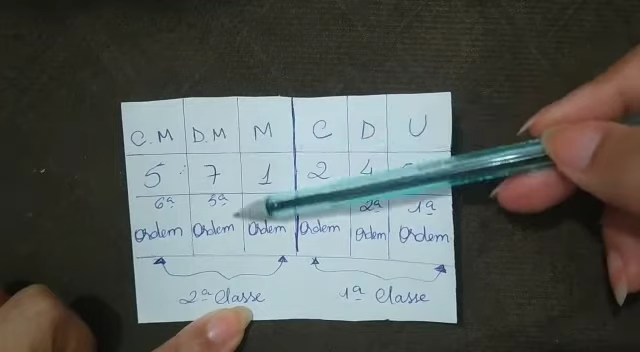 C.M D.M M C D U
5 7 1 2 4
6ª 5ª 2ª 1ª
Ordem Ordem Ordem Ordem Ordem Ordem
2ª Classe 1ª Classe